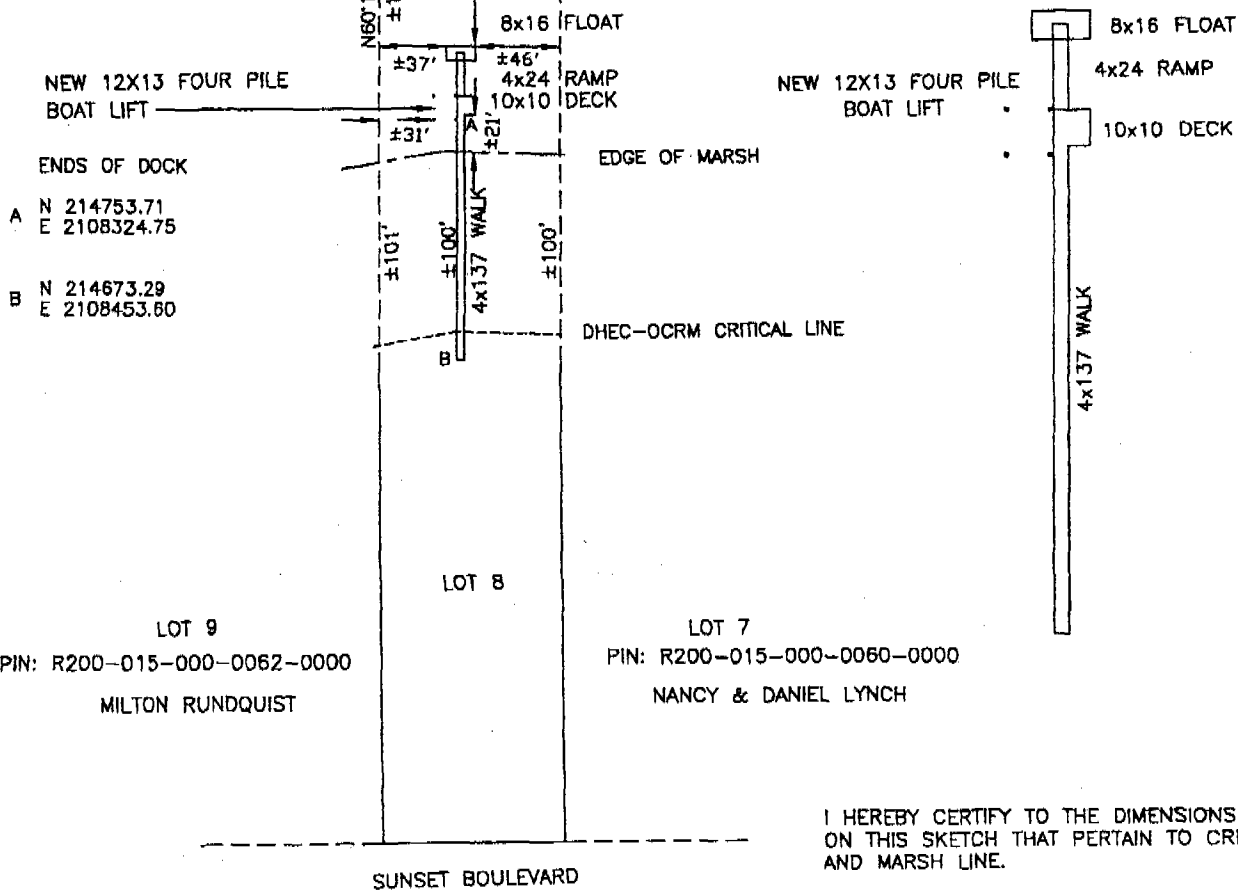 8x16 FLOAT
±37'
±46'
4x24 RAMP
10x10 DECK
NEW 12X13 FOUR PILE
BOAT LIFT
±31'
A
±21'
ENDS OF DOCK
EDGE OF MARSH
A N 214753.71
E 2108324.75
B N 214673.29
E 2108453.60
±101'
±100'
4x137 WALK
±100'
DHEC-OCRM CRITICAL LINE
B
8x16 FLOAT
4x24 RAMP
NEW 12X13 FOUR PILE
BOAT LIFT
10x10 DECK
4x137 WALK
LOT 8
LOT 9
PIN: R200-015-000-0062-0000
MILTON RUNDQUIST
LOT 7
PIN: R200-015-000-0060-0000
NANCY & DANIEL LYNCH
I HEREBY CERTIFY TO THE DIMENSIONS
ON THIS SKETCH THAT PERTAIN TO
AND MARSH LINE.
SUNSET BOULEVARD